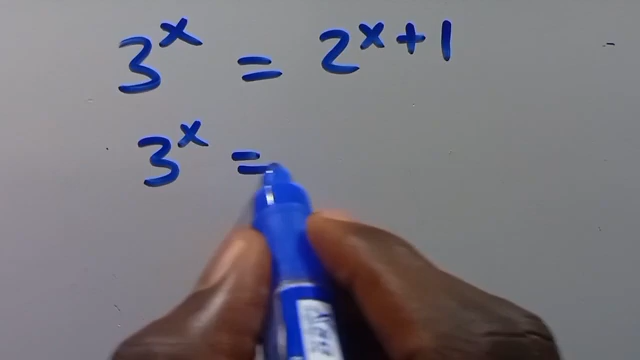 3^x = 2^{x+1}
3^x =